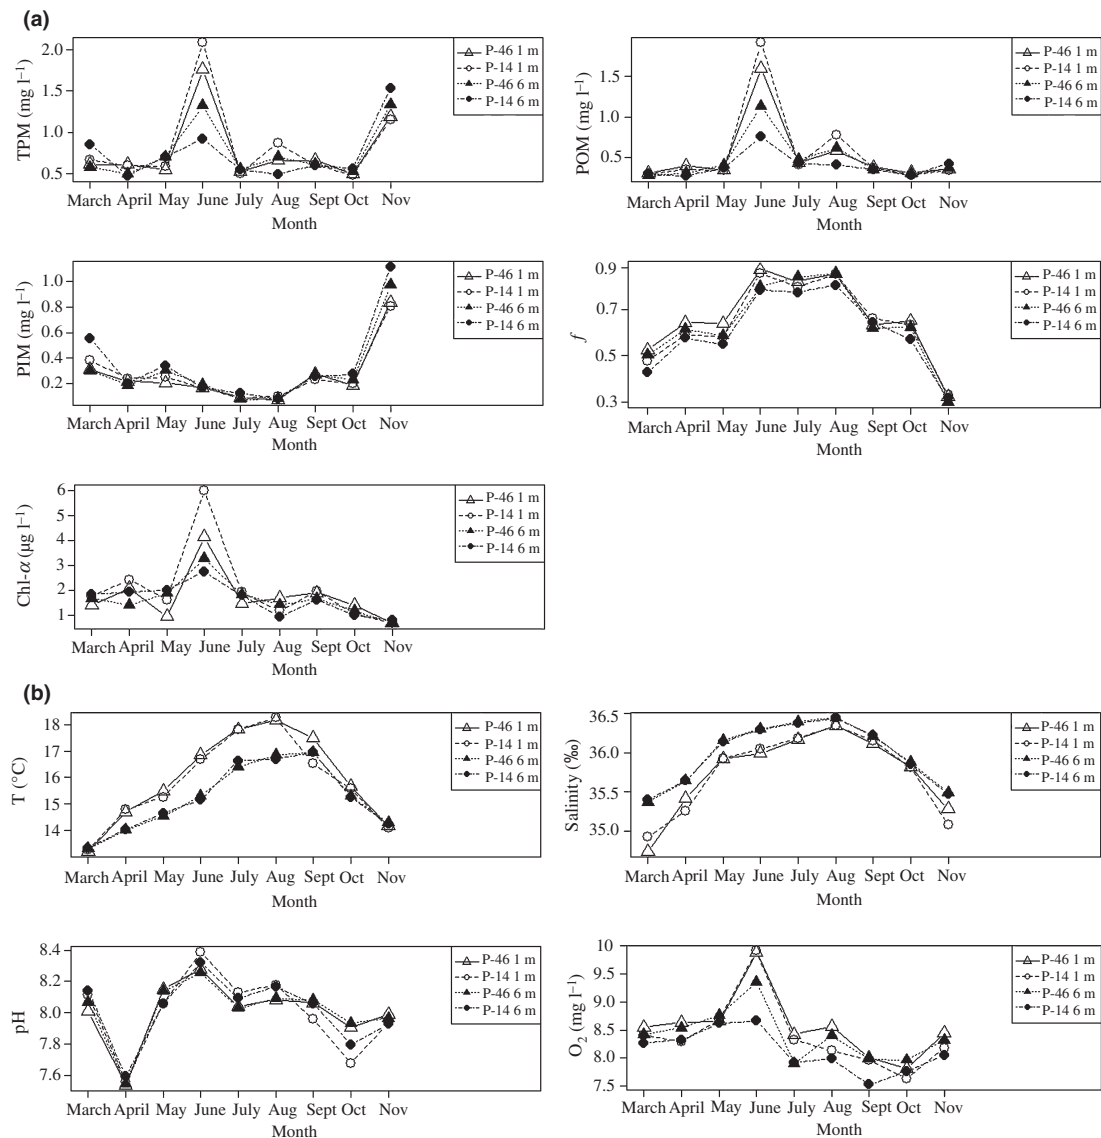 (a)
TPM (mg l⁻¹)
2.0
1.5
1.0
0.5
March April May June July Aug Sept Oct Nov
Month
P-46 1 m
P-14 1 m
P-46 6 m
P-14 6 m
POM (mg l⁻¹)
1.5
1.0
0.5
March April May June July Aug Sept Oct Nov
Month
P-46 1 m
P-14 1 m
P-46 6 m
P-14 6 m
PIM (mg l⁻¹)
1.0
0.8
0.6
0.4
0.2
March April May June July Aug Sept Oct Nov
Month
P-46 1 m
P-14 1 m
P-46 6 m
P-14 6 m
f
0.9
0.7
0.5
0.3
March April May June July Aug Sept Oct Nov
Month
P-46 1 m
P-14 1 m
P-46 6 m
P-14 6 m
Chl-α (µg l⁻¹)
6
5
4
3
2
1
March April May June July Aug Sept Oct Nov
Month
P-46 1 m
P-14 1 m
P-46 6 m
P-14 6 m
(b)
T (°C)
18
17
16
15
14
March April May June July Aug Sept Oct Nov
Month
P-46 1 m
P-14 1 m
P-46 6 m
P-14 6 m
Salinity (‰)
36.5
36.0
35.5
35.0
March April May June July Aug Sept Oct Nov
Month
P-46 1 m
P-14 1 m
P-46 6 m
P-14 6 m
pH
8.4
8.2
8.0
7.8
7.6
March April May June July Aug Sept Oct Nov
Month
P-46 1 m
P-14 1 m
P-46 6 m
P-14 6 m
O₂ (mg l⁻¹)
10
9.5
9.0
8.5
8.0
7.5
March April May June July Aug Sept Oct Nov
Month
P-46 1 m
P-14 1 m
P-46 6 m
P-14 6 m